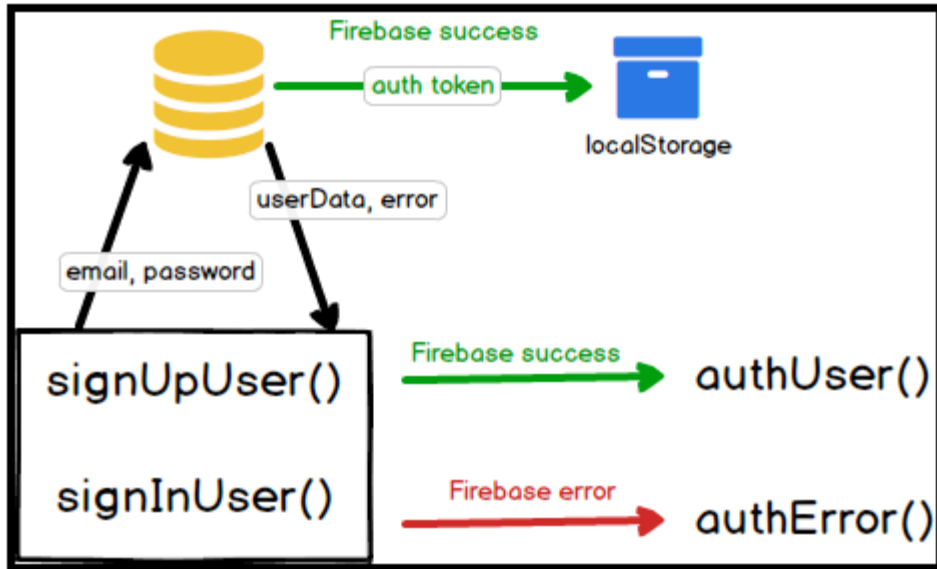 Firebase success
auth token
localStorage
userData, error
email, password
signUpUser()
Firebase success
authUser()
signInUser()
Firebase error
authError()